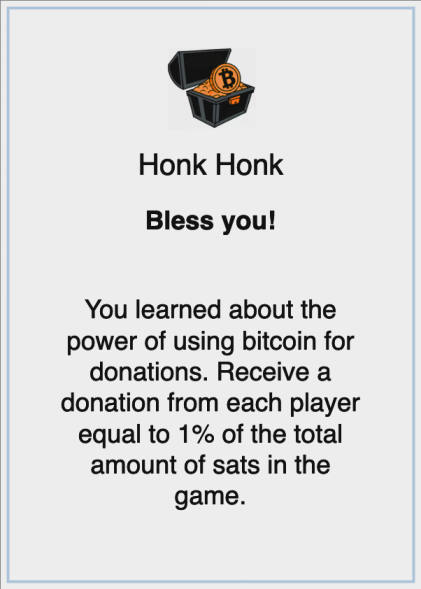 Honk Honk
Bless you!
You learned about the
power of using bitcoin for
donations. Receive a
donation from each player
equal to 1% of the total
amount of sats in the
game.